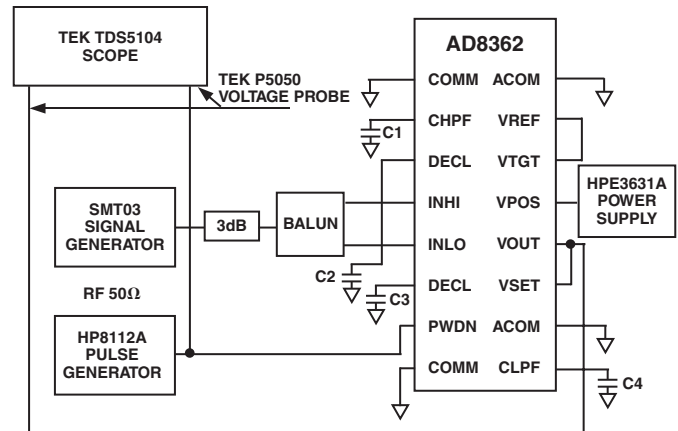 TEK TDS5104
SCOPE
TEK P5050
VOLTAGE PROBE
AD8362
COMM ACOM
C1
CHPF VREF
DECL VTGT
HPE3631A
POWER
SUPPLY
SMT03
SIGNAL
GENERATOR
3dB
BALUN
INHI VPOS
INLO VOUT
C2
C3
DECL VSET
RF 50Ω
HP8112A
PULSE
GENERATOR
PWDN ACOM
COMM CLPF
C4